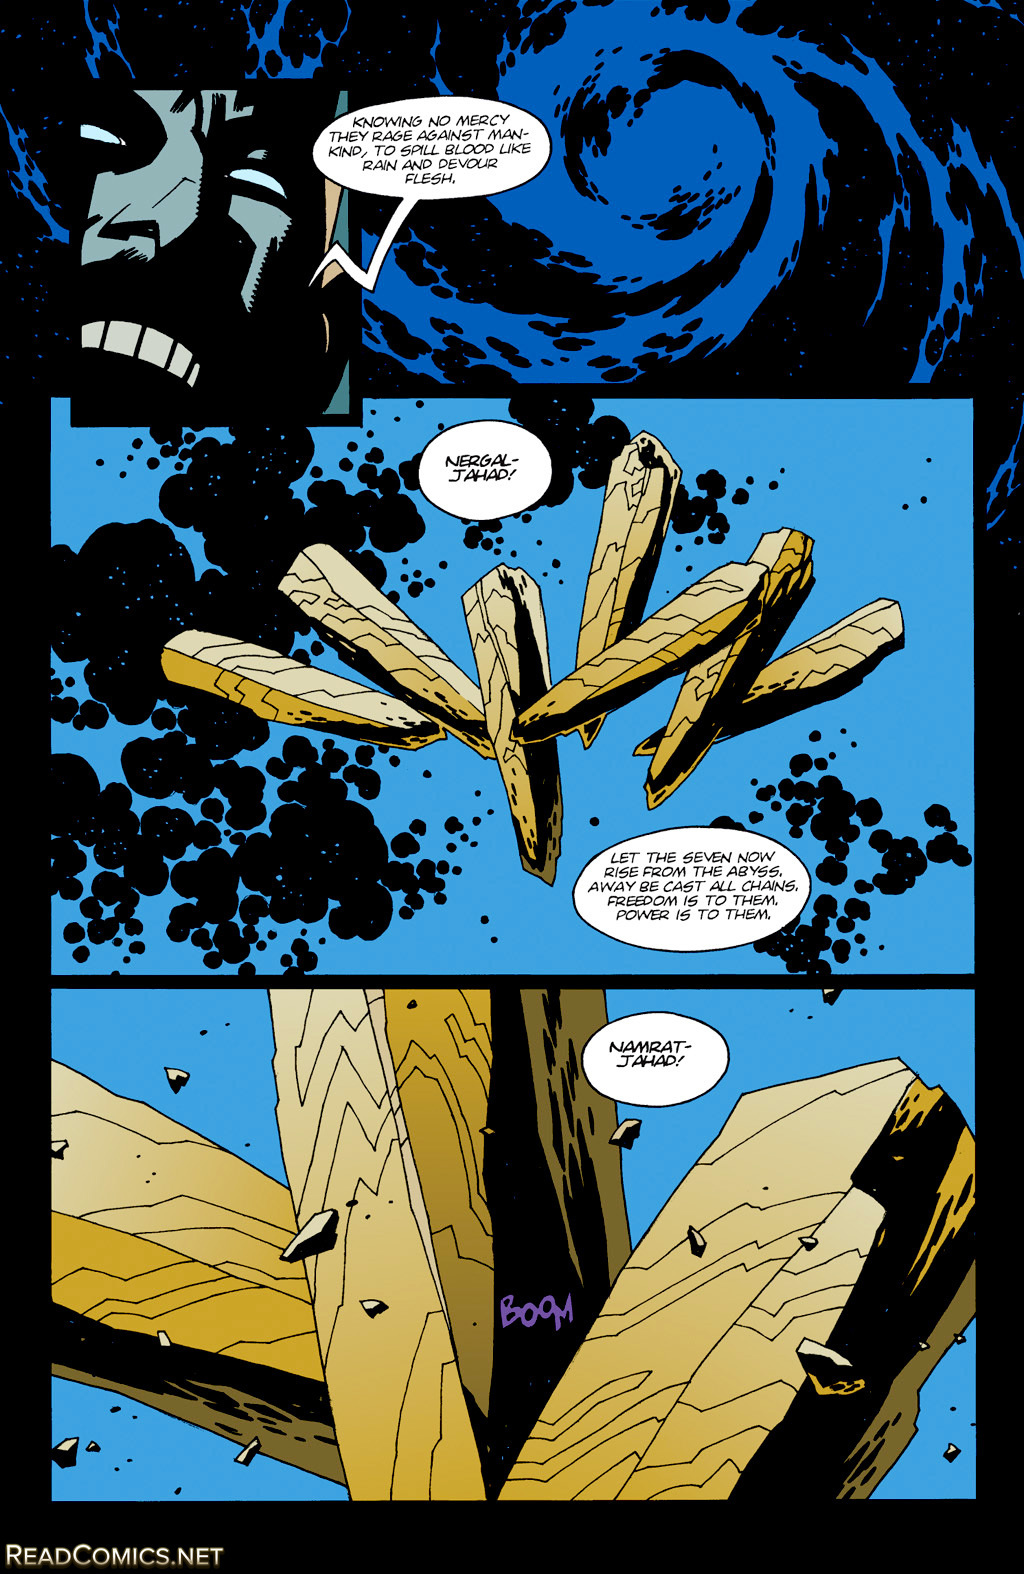 KNOWING NO MERCY
THEY RAGE AGAINST MAN-
KIND, TO SPILL BLOOD LIKE
RAIN AND DEVOUR
FLESH.
NERGAL-
JAHAD!
LET THE SEVEN NOW
RISE FROM THE ABYSS.
AWAY BE CAST ALL CHAINS.
FREEDOM IS TO THEM.
POWER IS TO THEM.
NAMRAT-
JAHAD!
BOOM
READCOMICS.NET